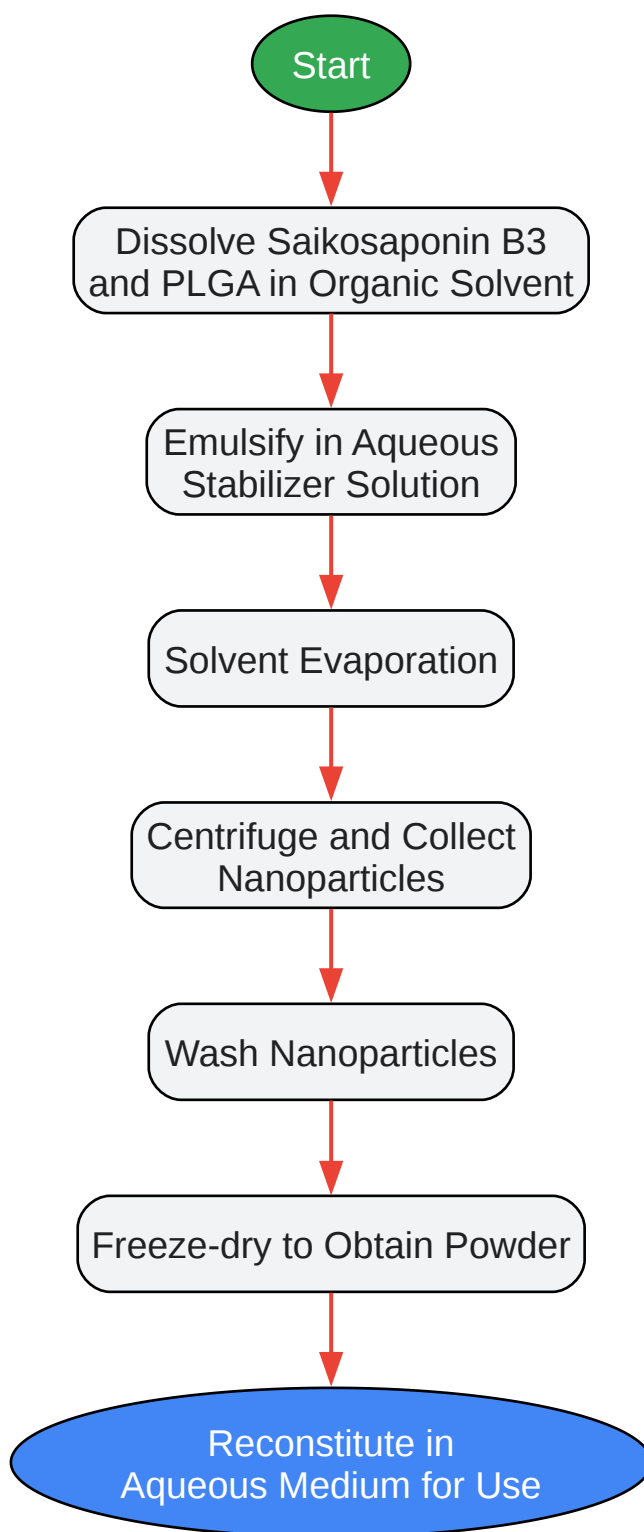 Start
Dissolve Saikosaponin B3
and PLGA in Organic Solvent
Emulsify in Aqueous
Stabilizer Solution
Solvent Evaporation
Centrifuge and Collect
Nanoparticles
Wash Nanoparticles
Freeze-dry to Obtain Powder
Reconstitute in
Aqueous Medium for Use